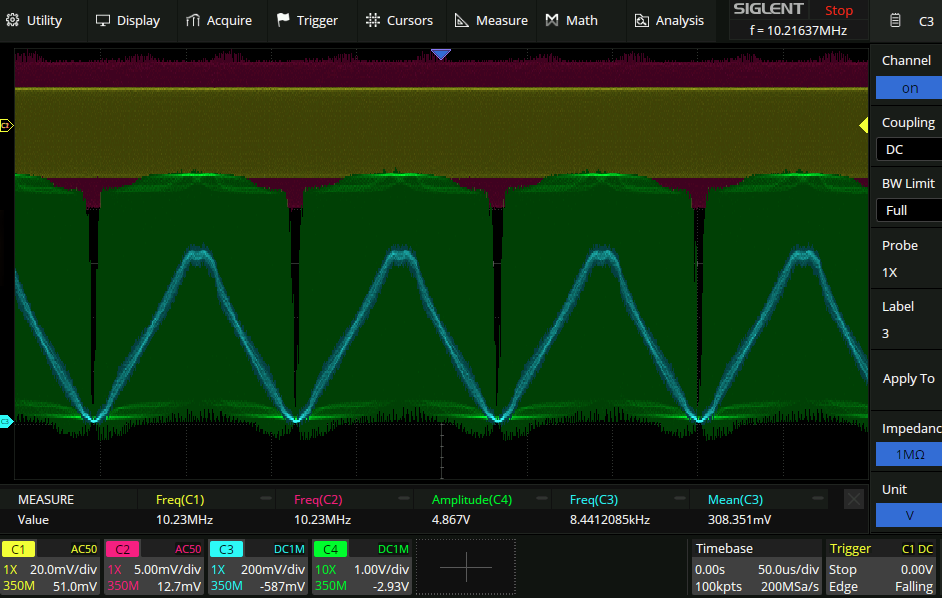 Utility Display Acquire Trigger Cursors Measure Math Analysis SIGLENT Stop C3
f = 10.21637MHz
Channel
on
Coupling
DC
BW Limit
Full
Probe
1X
Label
3
Apply To
Impedanc
1MΩ
Unit
V
C1
C3
MEASURE Freq(C1) Freq(C2) Amplitude(C4) Freq(C3) Mean(C3)
Value 10.23MHz 10.23MHz 4.867V 8.4412085kHz 308.351mV
C1 AC50 C2 AC50 C3 DC1M C4 DC1M Timebase Trigger C1 DC
1X 20.0mV/div 1X 5.00mV/div 1X 200mV/div 10X 1.00V/div 0.00s 50.0us/div Stop 0.00V
350M 51.0mV 350M 12.7mV 350M -587mV 350M -2.93V 100kpts 200MSa/s Edge Falling